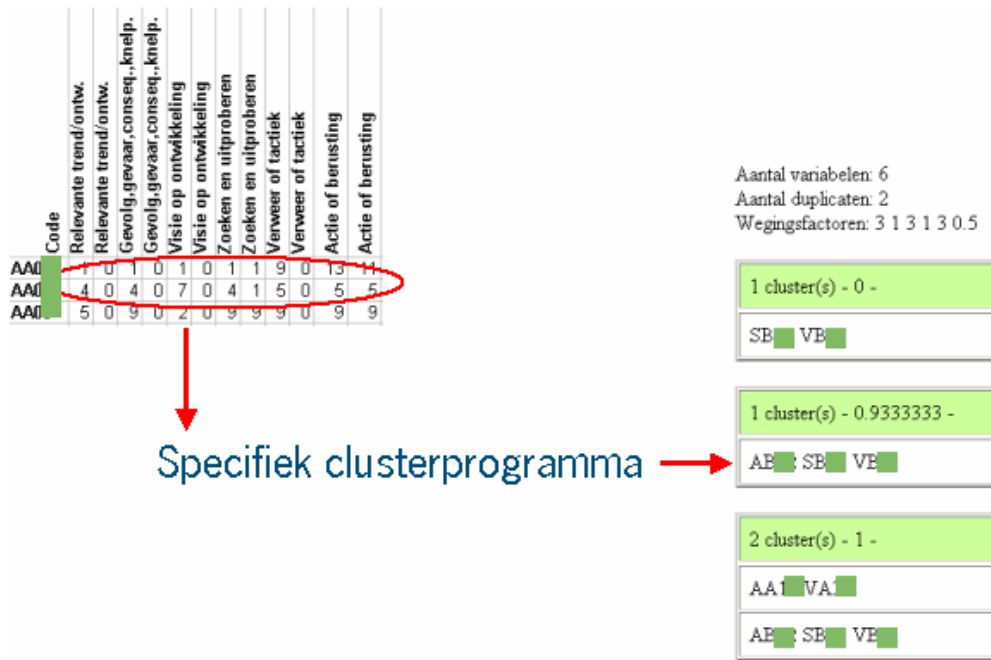 Code
Relevante trend/ontw.
Relevante trend/ontw.
Gevolg,gevaar,conseq.,knelp.
Gevolg,gevaar,conseq.,knelp.
Visie op ontwikkeling
Visie op ontwikkeling
Zoeken en uitproberen
Zoeken en uitproberen
Verweer of tactiek
Verweer of tactiek
Actie of berusting
Actie of berusting
1 0 1 0 1 0 1 1 9 0 13 11
4 0 4 0 7 0 4 1 5 0 5 5
5 0 9 0 2 0 9 9 9 0 9 9
Specifiek clusterprogramma
Aantal variabelen: 6
Aantal duplicaten: 2
Wegingsfactoren: 3 1 3 1 3 0.5
1 cluster(s) - 0 -
SB VB
1 cluster(s) - 0.9333333 -
AB SB VB
2 cluster(s) - 1 -
AA1 VA
AB SB VB